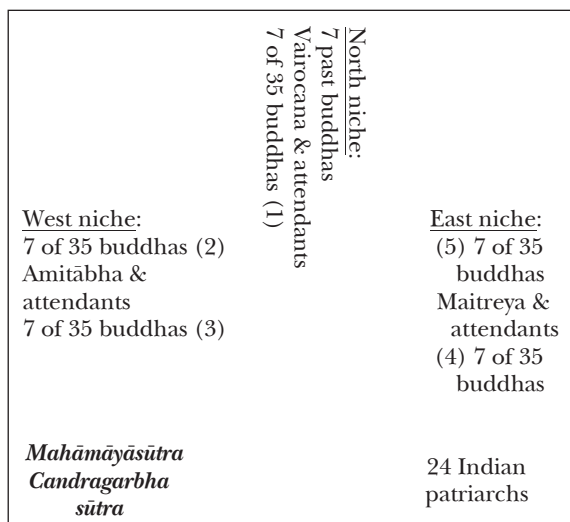 North niche:
7 past buddhas
Vairocana & attendants
7 of 35 buddhas (1)
West niche:
7 of 35 buddhas (2)
Amitābha &
attendants
7 of 35 buddhas (3)
East niche:
(5) 7 of 35
buddhas
Maitreya &
attendants
(4) 7 of 35
buddhas
Mahāmāyāsūtra
Candragarbha
sūtra
24 Indian
patriarchs